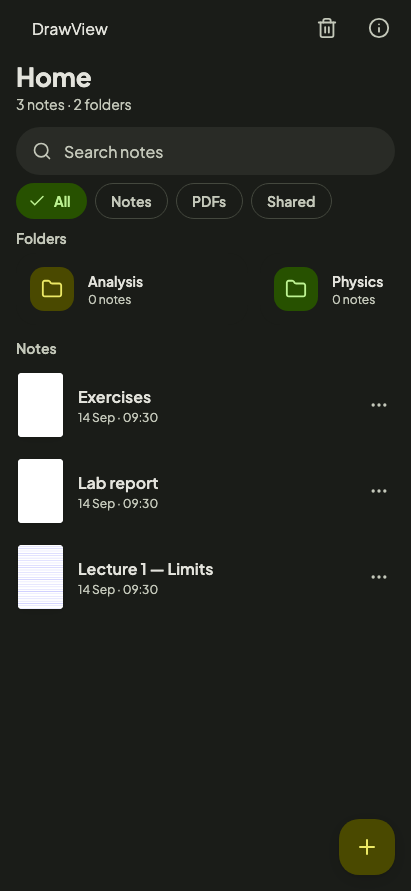 DrawView
Home
3 notes · 2 folders
Search notes
All
Notes
PDFs
Shared
Folders
Analysis
0 notes
Physics
0 notes
Notes
Exercises
14 Sep · 09:30
Lab report
14 Sep · 09:30
Lecture 1 — Limits
14 Sep · 09:30